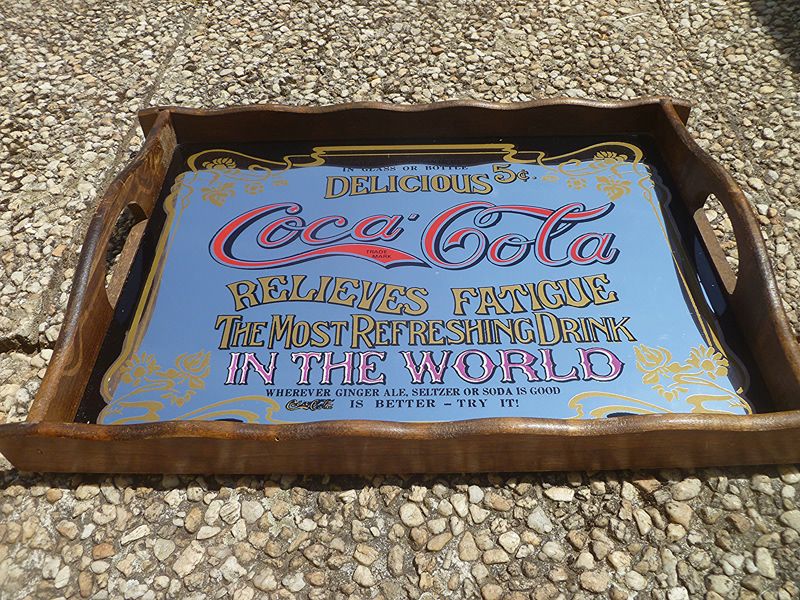 IN GLASS OR BOTTLE
DELICIOUS 5¢.
Coca-Cola
TRADE MARK
RELIEVES FATIGUE
THE MOST REFRESHING DRINK
IN THE WORLD
WHEREVER GINGER ALE, SELTZER OR SODA IS GOOD
Coca-Cola IS BETTER – TRY IT!